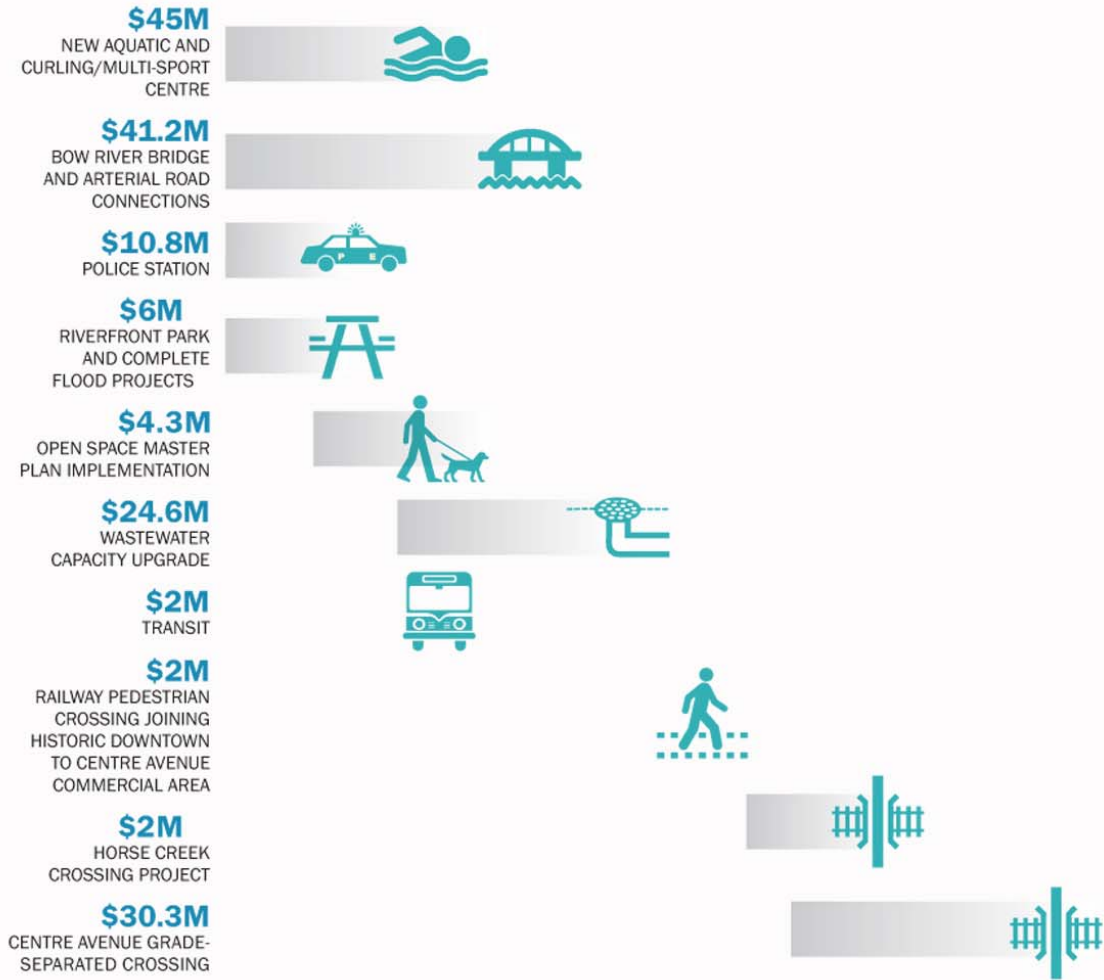 $45M
NEW AQUATIC AND
CURLING/MULTI-SPORT
CENTRE
$41.2M
BOW RIVER BRIDGE
AND ARTERIAL ROAD
CONNECTIONS
$10.8M
POLICE STATION
P E
$6M
RIVERFRONT PARK
AND COMPLETE
FLOOD PROJECTS
$4.3M
OPEN SPACE MASTER
PLAN IMPLEMENTATION
$24.6M
WASTEWATER
CAPACITY UPGRADE
$2M
TRANSIT
$2M
RAILWAY PEDESTRIAN
CROSSING JOINING
HISTORIC DOWNTOWN
TO CENTRE AVENUE
COMMERCIAL AREA
$2M
HORSE CREEK
CROSSING PROJECT
$30.3M
CENTRE AVENUE GRADE-
SEPARATED CROSSING